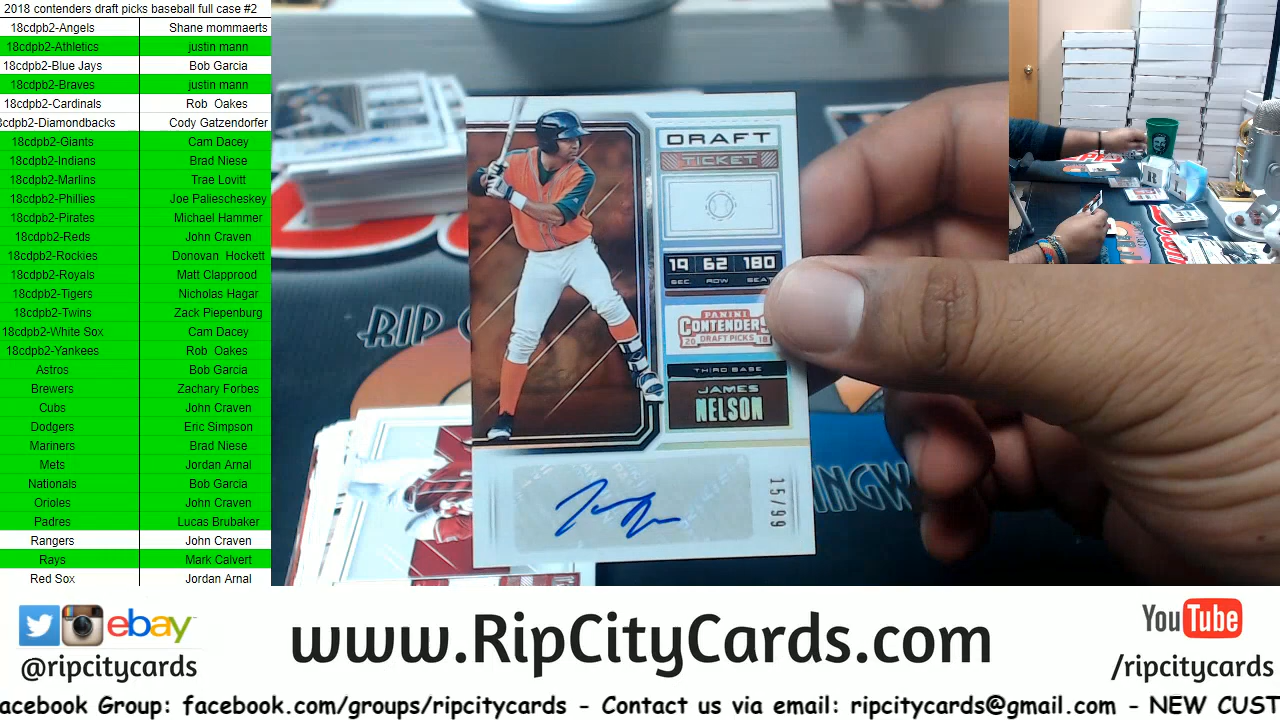 2018 contenders draft picks baseball full case #2
18cdpb2-Angels Shane mommaerts
18cdpb2-Athletics justin mann
18cdpb2-Blue Jays Bob Garcia
18cdpb2-Braves justin mann
18cdpb2-Cardinals Rob Oakes
8cdpb2-Diamondbacks Cody Gatzendorfer
18cdpb2-Giants Cam Dacey
18cdpb2-Indians Brad Niese
18cdpb2-Marlins Trae Lovitt
18cdpb2-Phillies Joe Paliescheskey
18cdpb2-Pirates Michael Hammer
18cdpb2-Reds John Craven
18cdpb2-Rockies Donovan Hockett
18cdpb2-Royals Matt Clapprood
18cdpb2-Tigers Nicholas Hagar
18cdpb2-Twins Zack Piepenburg
18cdpb2-White Sox Cam Dacey
18cdpb2-Yankees Rob Oakes
Astros Bob Garcia
Brewers Zachary Forbes
Cubs John Craven
Dodgers Eric Simpson
Mariners Brad Niese
Mets Jordan Arnal
Nationals Bob Garcia
Orioles John Craven
Padres Lucas Brubaker
Rangers John Craven
Rays Mark Calvert
Red Sox Jordan Arnal
DRAFT
TICKET
19 62 180
SEC ROW SEAT
PANINI
CONTENDERS
20 DRAFT PICKS 18
THIRD BASE
JAMES
NELSON
15/99
RIP
ebay
@ripcitycards
www.RipCityCards.com
YouTube
/ripcitycards
acebook Group: facebook.com/groups/ripcitycards - Contact us via email: ripcitycards@gmail.com - NEW CUST